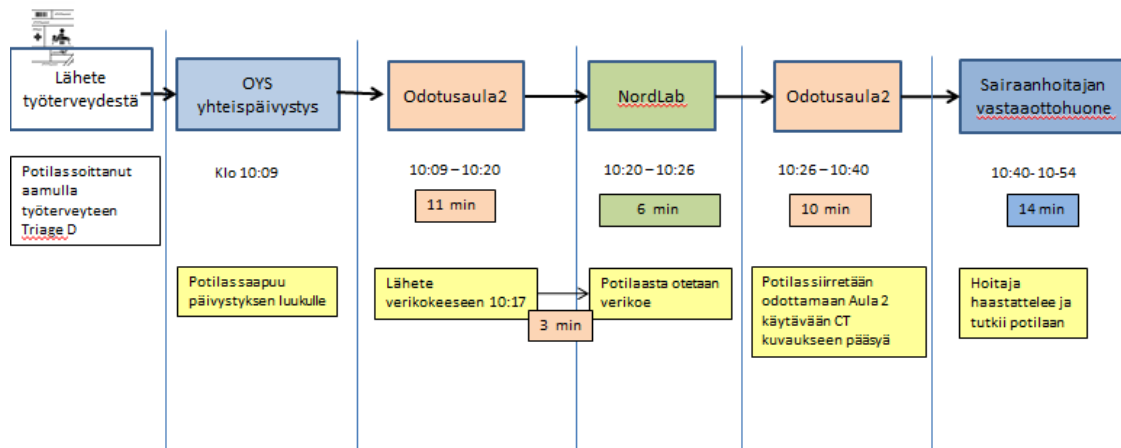 Lähete
työterveydestä
OYS
yhteispäivystys
Odotusaula2
NordLab
Odotusaula2
Sairaanhoitajan
vastaaottohuone
Potilas soittanut
aamulla
työterveyteen
Triage D
Klo 10:09
10:09 – 10:20
11 min
10:20 – 10:26
6 min
10:26 – 10:40
10 min
10:40- 10-54
14 min
Potilas saapuu
päivystyksen luukulle
Lähete
verikokeeseen 10:17
3 min
Potilaasta otetaan
verikoe
Potilas siirretään
odottamaan Aula 2
käytävään CT
kuvaukseen pääsyä
Hoitaja
haastattelee ja
tutkii potilaan